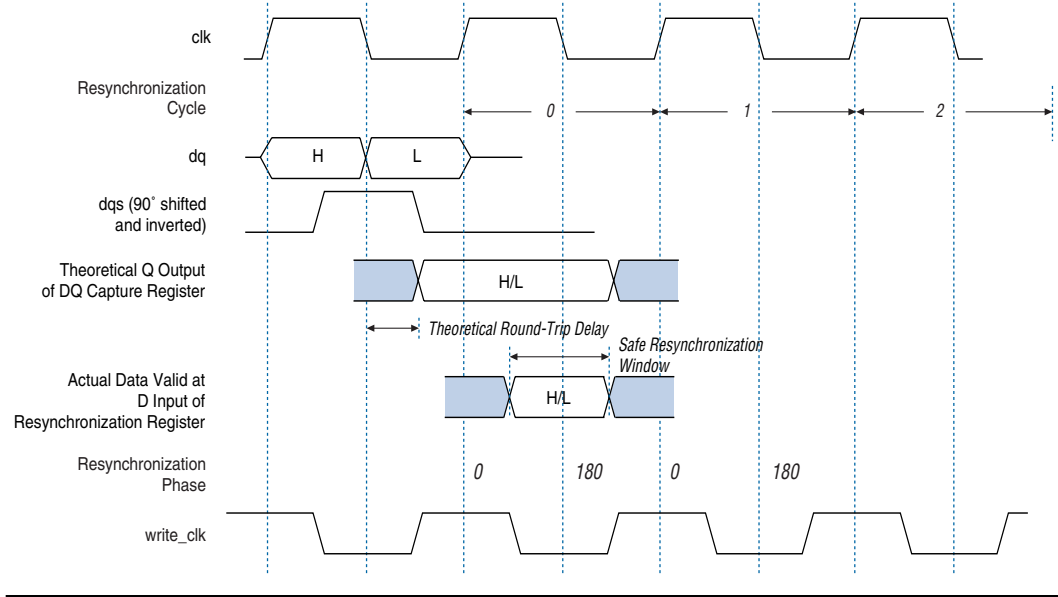 clk
Resynchronization
Cycle
0
1
2
dq
H
L
dqs (90˚ shifted
and inverted)
Theoretical Q Output
of DQ Capture Register
H/L
Theoretical Round-Trip Delay
Safe Resynchronization
Window
Actual Data Valid at
D Input of
Resynchronization Register
H/L
Resynchronization
Phase
0
180
0
180
write_clk